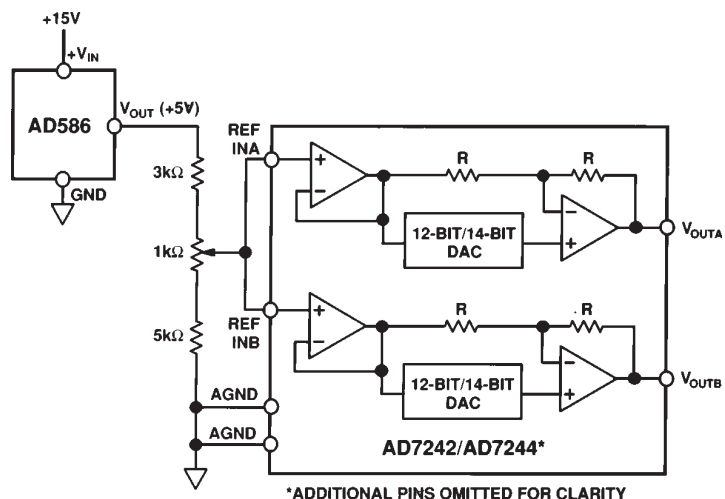 +15V
+VIN
AD586
VOUT (+5V)
GND
3kΩ
1kΩ
5kΩ
REF
INA
REF
INB
AGND
AGND
R
R
12-BIT/14-BIT
DAC
VOUTA
R
R
12-BIT/14-BIT
DAC
VOUTB
AD7242/AD7244*
*ADDITIONAL PINS OMITTED FOR CLARITY